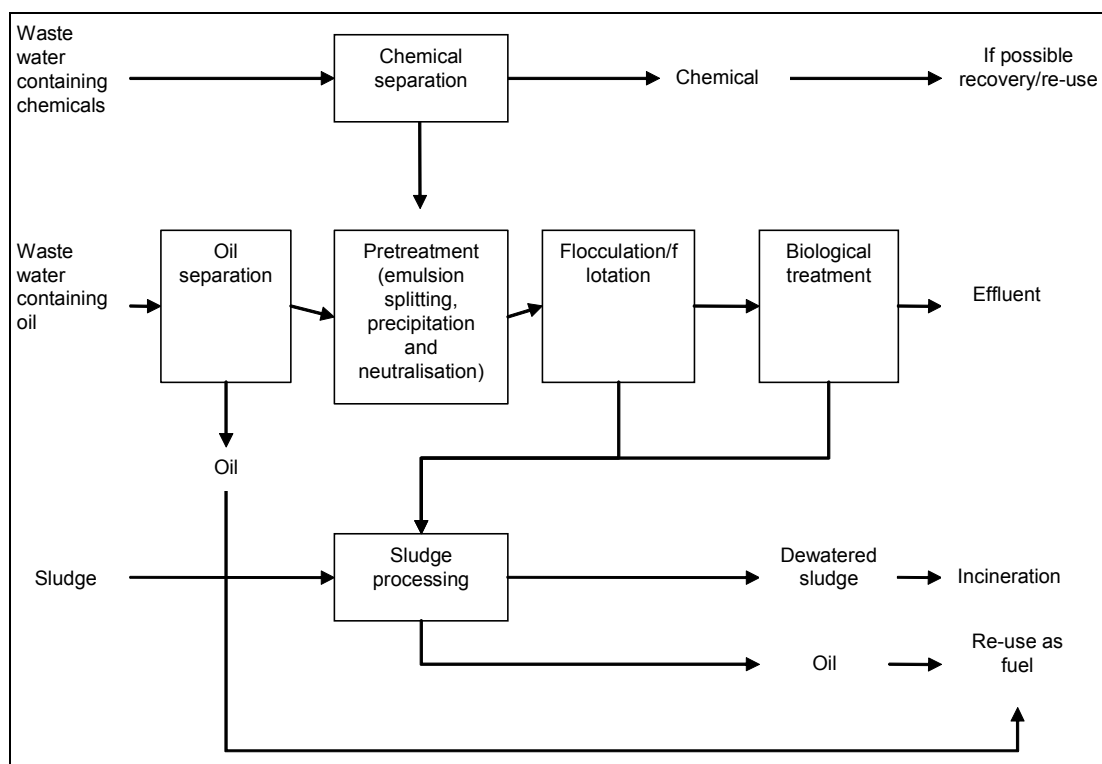 Waste
water
containing
chemicals
Chemical
separation
Chemical
If possible
recovery/re-use
Waste
water
containing
oil
Oil
separation
Pretreatment
(emulsion
splitting,
precipitation
and
neutralisation)
Flocculation/f
lotation
Biological
treatment
Effluent
Oil
Sludge
Sludge
processing
Dewatered
sludge
Incineration
Oil
Re-use as
fuel